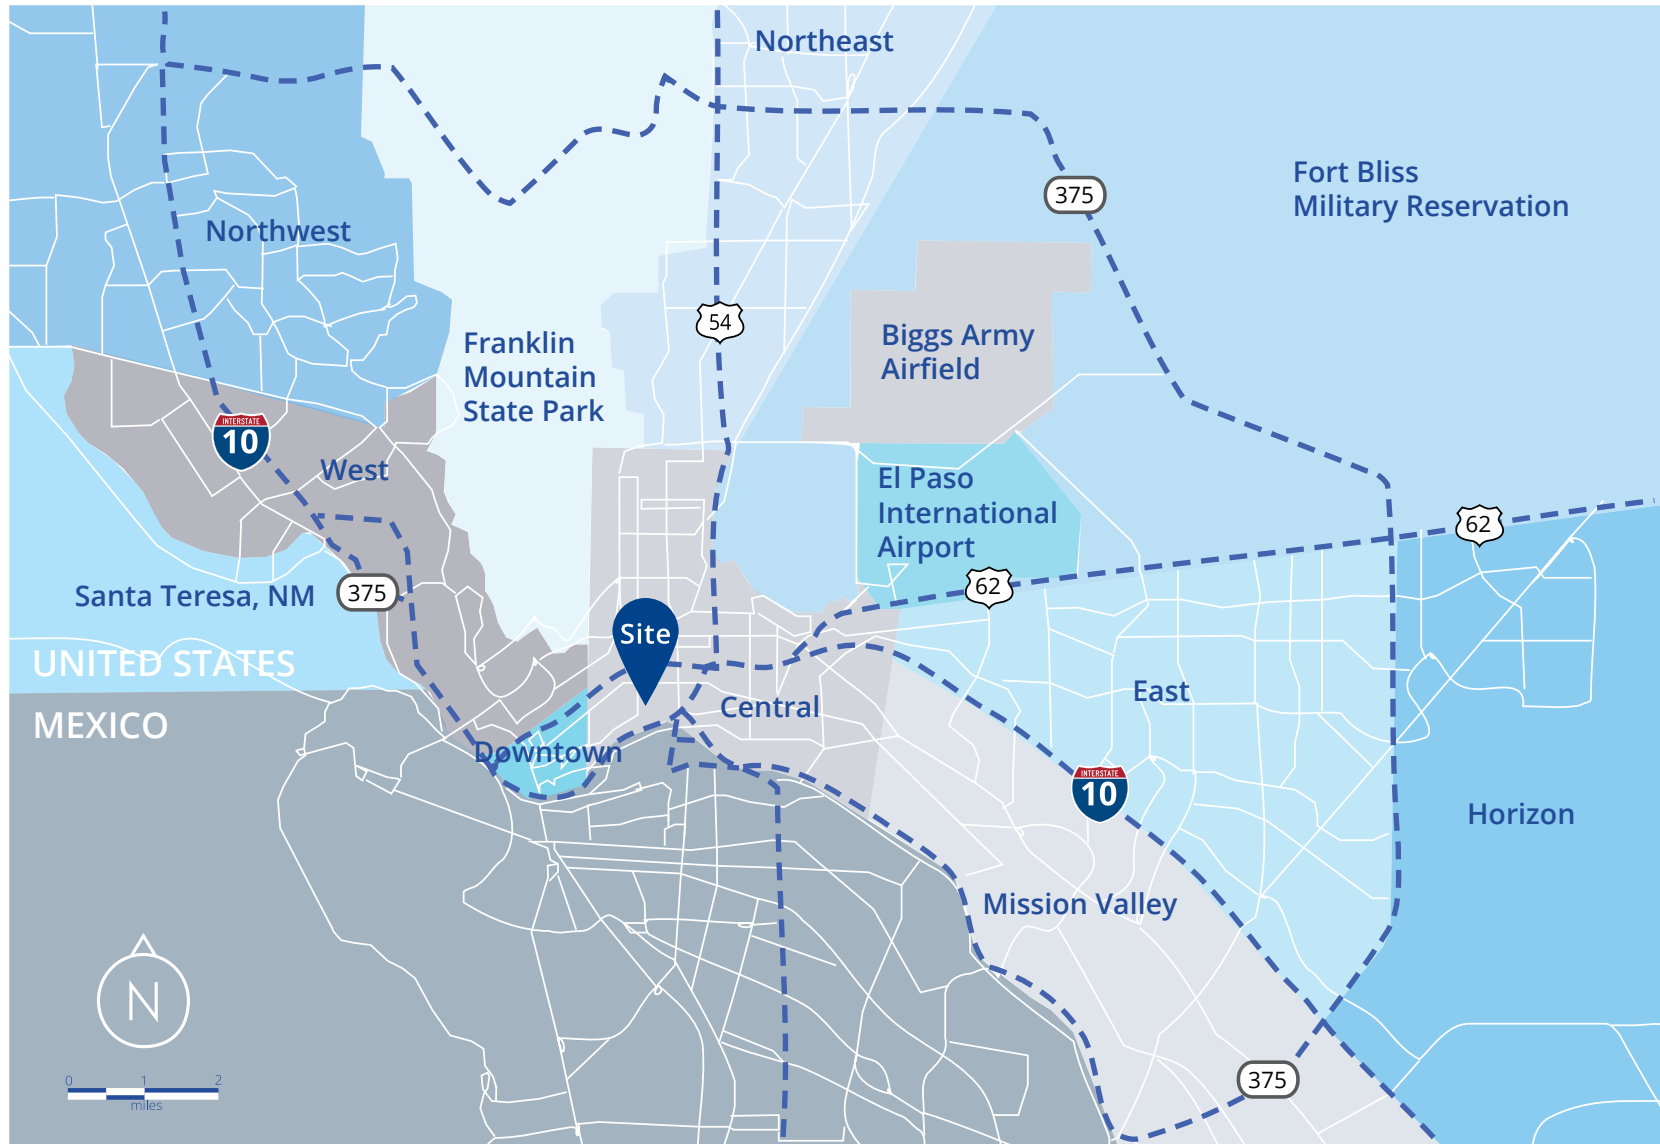 Northeast
Fort Bliss
Military Reservation
375
Northwest
54
Franklin
Mountain
State Park
Biggs Army
Airfield
INTERSTATE
10
West
El Paso
International
Airport
62
62
Santa Teresa, NM
375
Site
UNITED STATES
MEXICO
Central
East
Downtown
INTERSTATE
10
Horizon
Mission Valley
N
0 1 2
miles
375